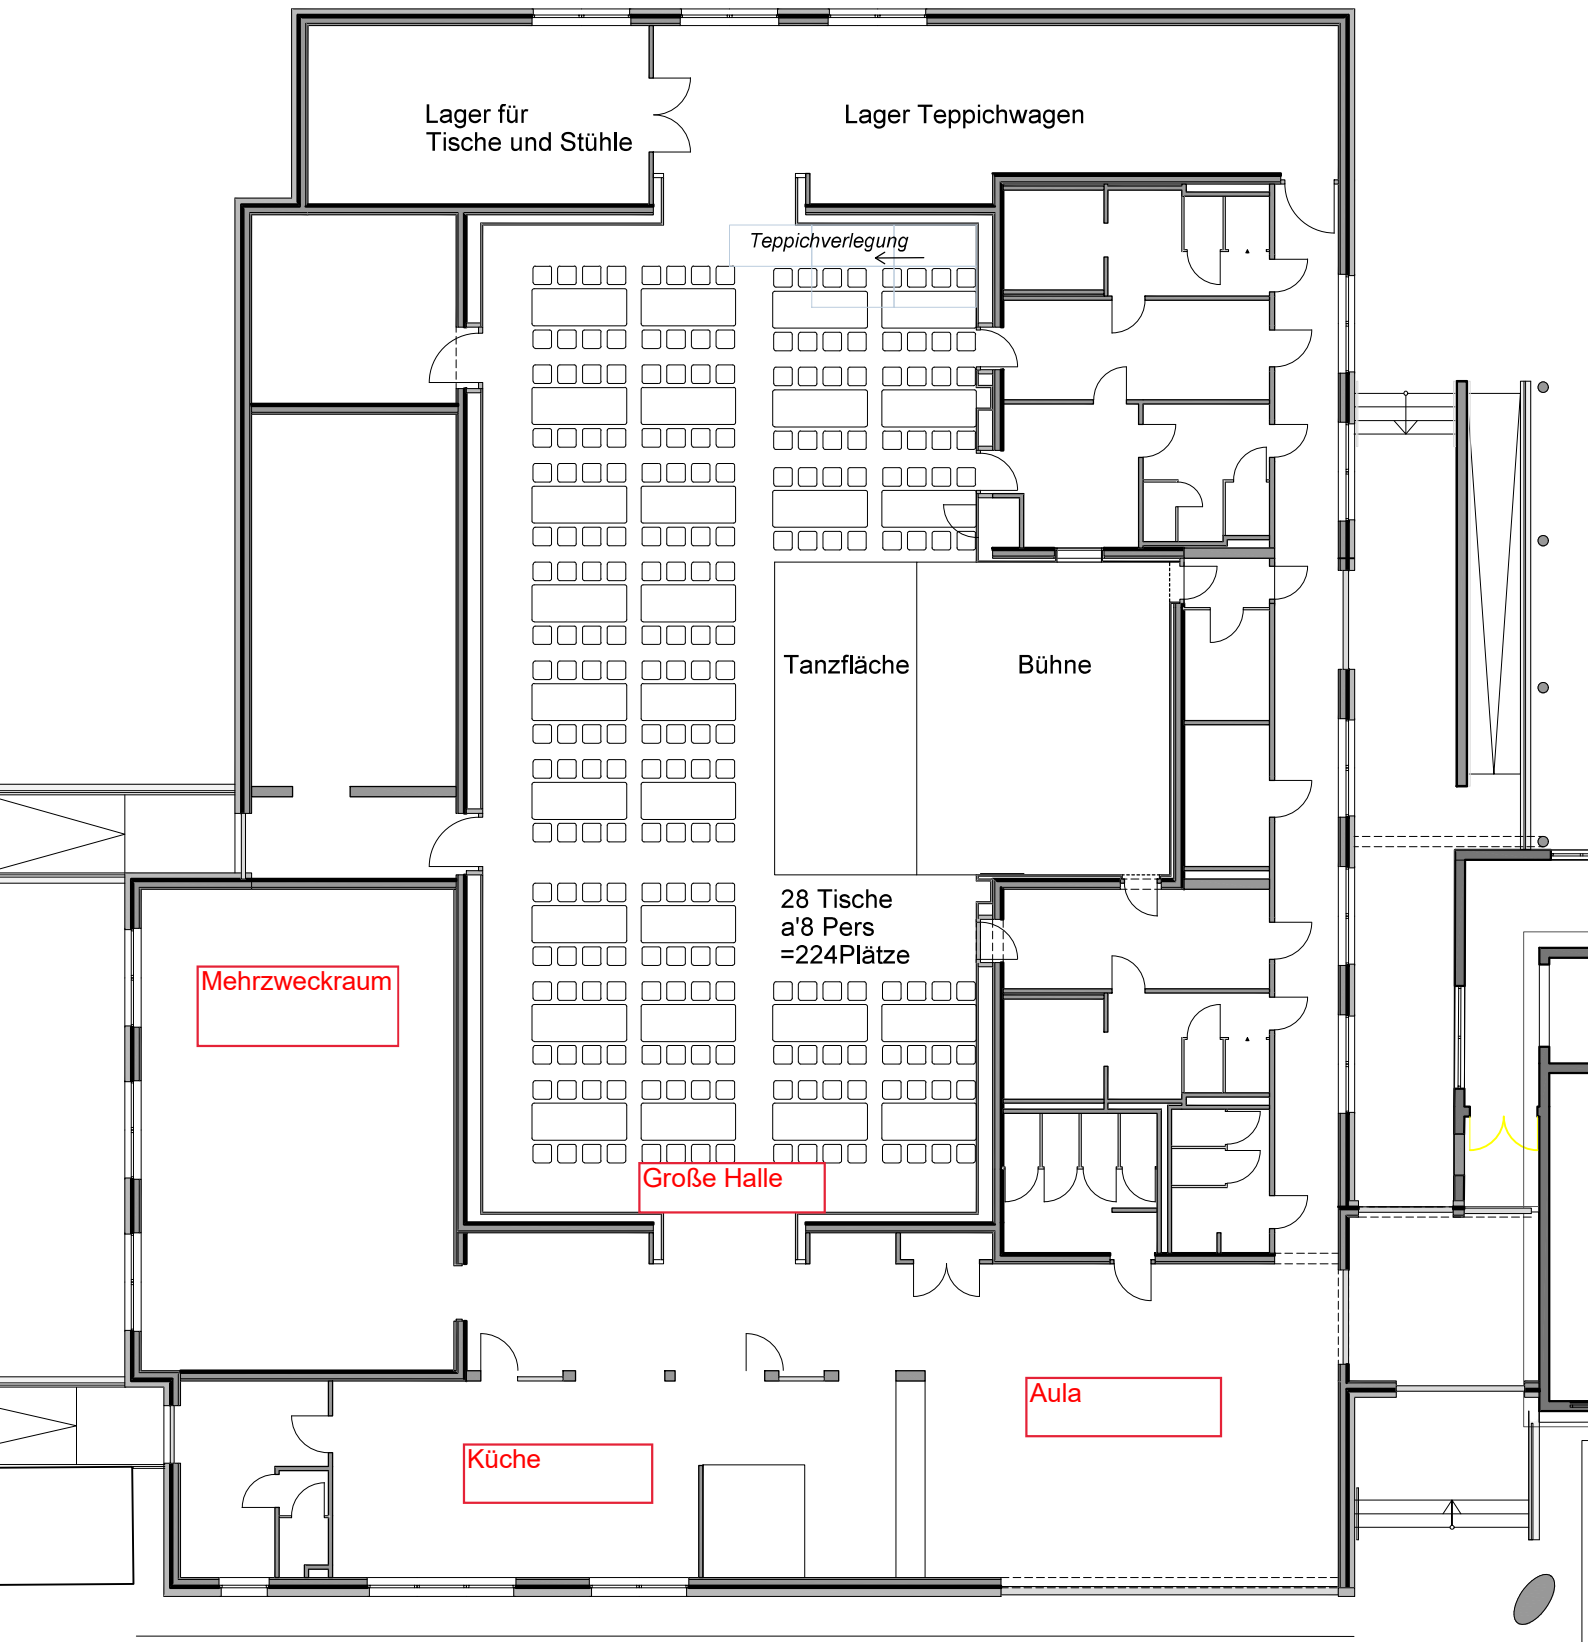 Lager für
Tische und Stühle
Lager Teppichwagen
Teppichverlegung
Tanzfläche
Bühne
28 Tische
a'8 Pers
=224Plätze
Mehrzweckraum
Große Halle
Aula
Küche